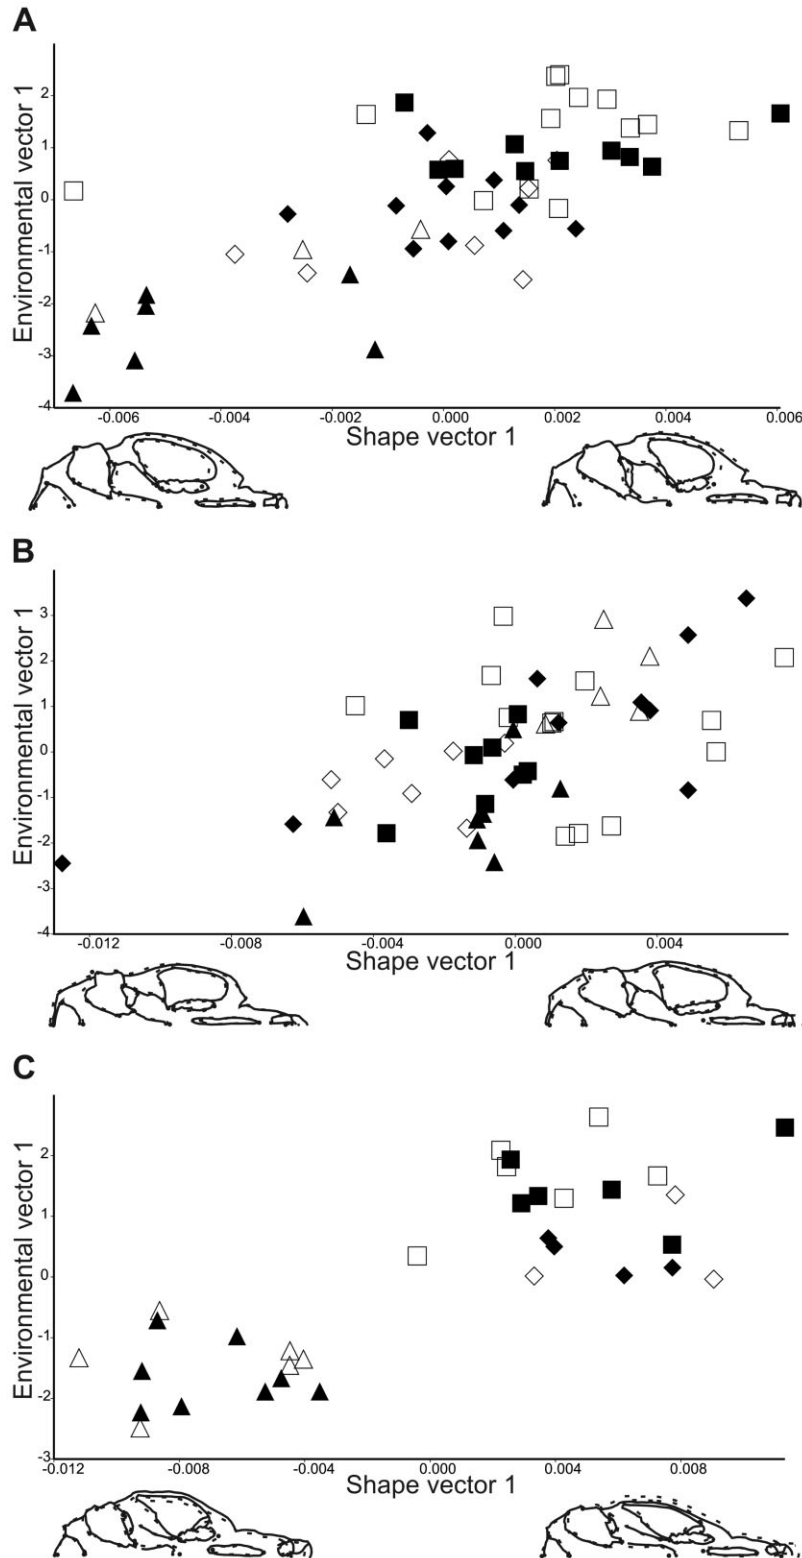 A
Environmental vector 1
2
1
0
-1
-2
-3
-4
-0.006 -0.004 -0.002 0.000 0.002 0.004 0.006
Shape vector 1
B
Environmental vector 1
3
2
1
0
-1
-2
-3
-4
-0.012 -0.008 -0.004 0.000 0.004
Shape vector 1
C
Environmental vector 1
2
1
0
-1
-2
-3
-0.012 -0.008 -0.004 0.000 0.004 0.008
Shape vector 1